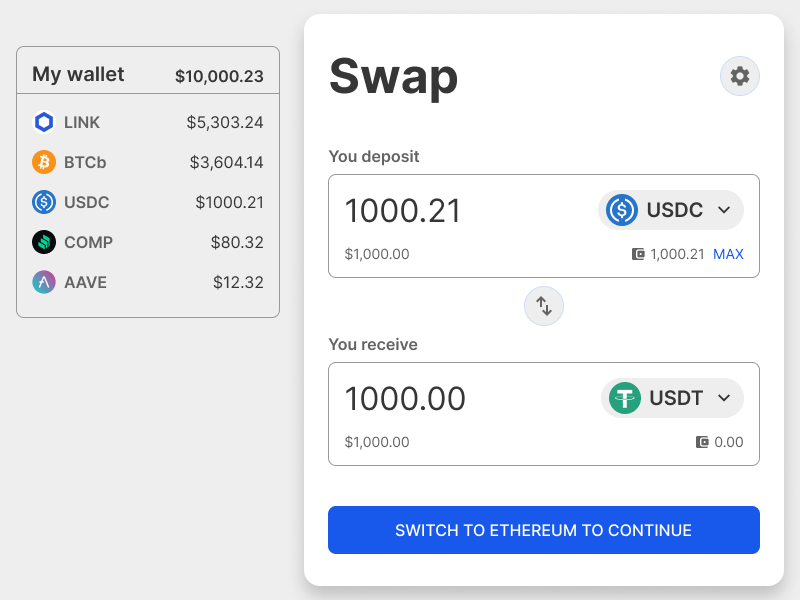 My wallet $10,000.23
LINK $5,303.24
BTCb $3,604.14
USDC $1000.21
COMP $80.32
AAVE $12.32
Swap
You deposit
1000.21 USDC
$1,000.00 1,000.21 MAX
You receive
1000.00 USDT
$1,000.00 0.00
SWITCH TO ETHEREUM TO CONTINUE